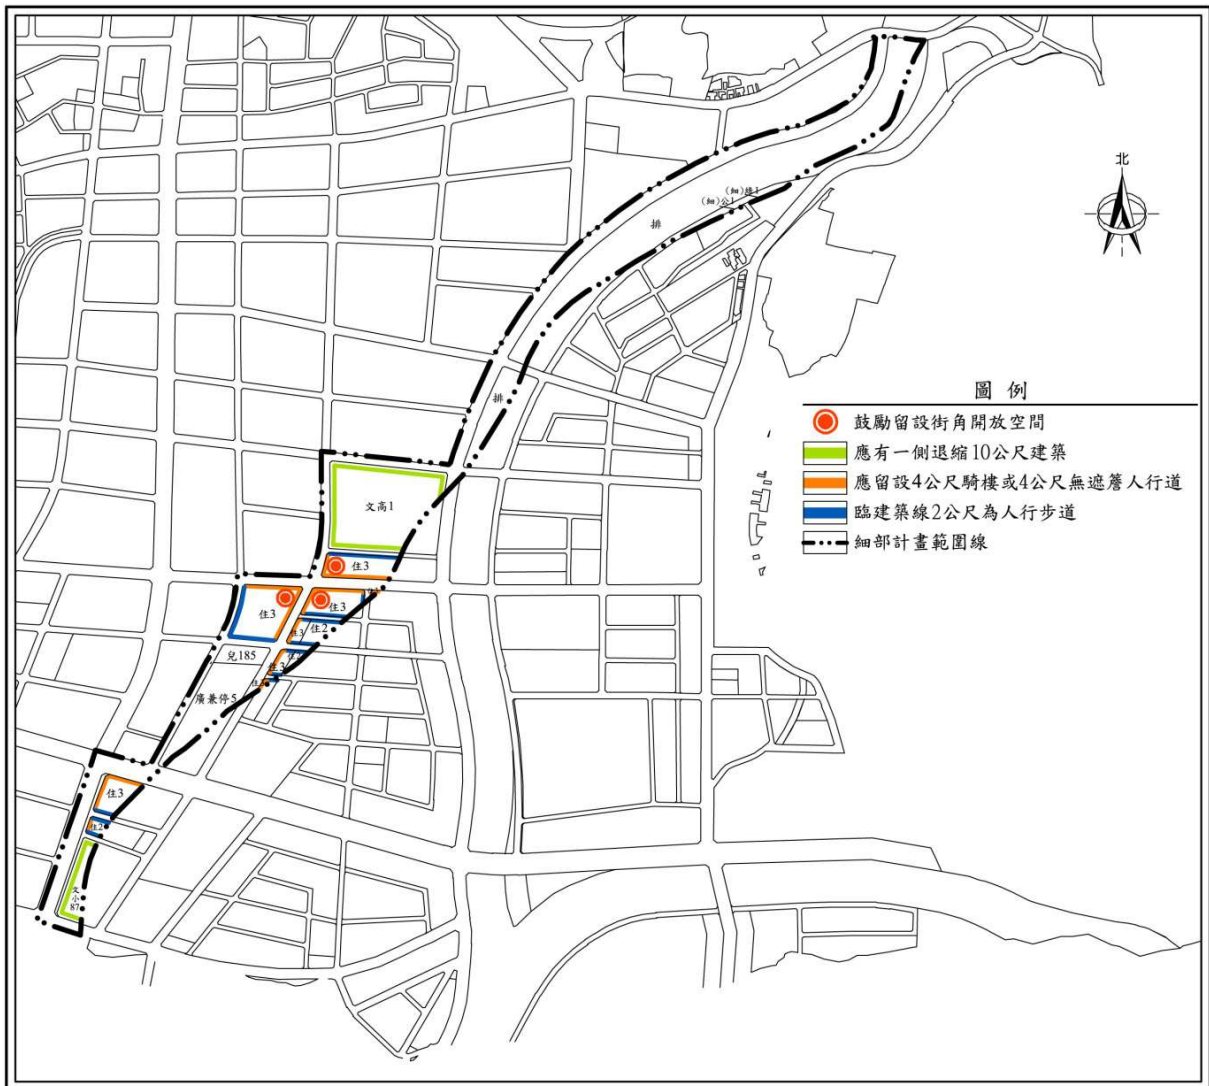 北
(細)綠1
(細)公1
排
排
圖例
鼓勵留設街角開放空間
應有一側退縮10公尺建築
應留設4公尺騎樓或4公尺無遮簷人行道
臨建築線2公尺為人行步道
細部計畫範圍線
文高1
住3
住3
住3
住3
住2
兒185
住3
廣兼停5
住3
住2
文小87